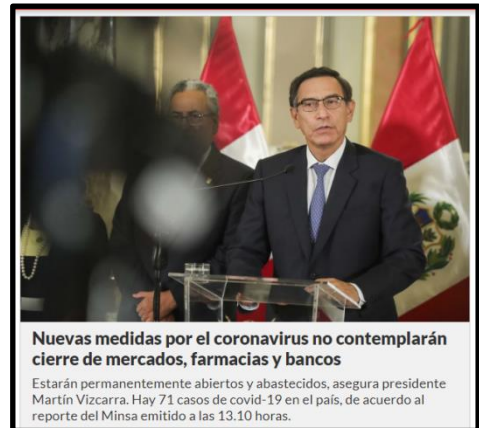 Nuevas medidas por el coronavirus no contemplarán
cierre de mercados, farmacias y bancos
Estarán permanentemente abiertos y abastecidos, asegura presidente
Martín Vizcarra. Hay 71 casos de covid-19 en el país, de acuerdo al
reporte del Minsa emitido a las 13.10 horas.